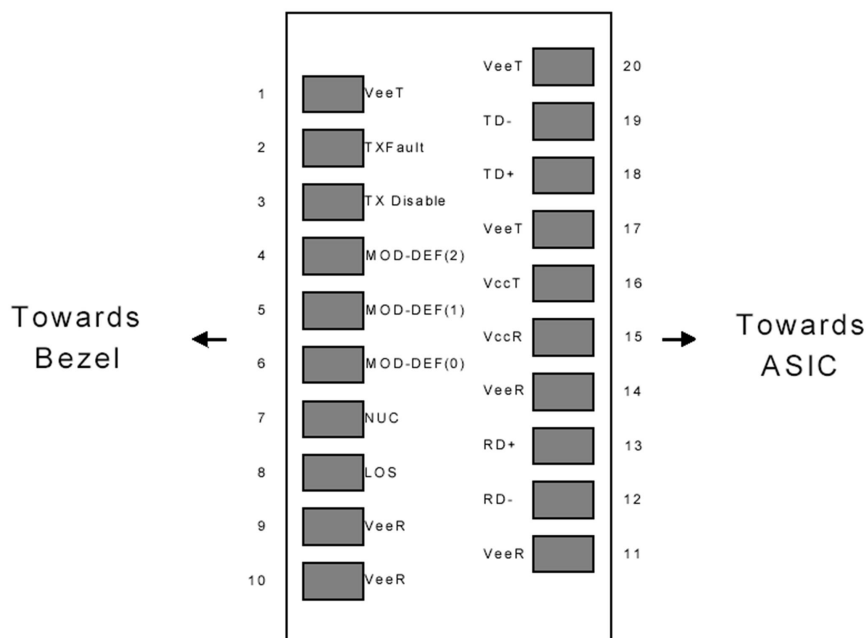 VeeT 20
1 VeeT
TD- 19
2 TXFault
TD+ 18
3 TX Disable
VeeT 17
4 MOD-DEF(2)
VccT 16
5 MOD-DEF(1)
Towards
Bezel
VccR 15
Towards
ASIC
6 MOD-DEF(0)
VeeR 14
7 NUC
RD+ 13
8 LOS
RD- 12
9 VeeR
VeeR 11
10 VeeR